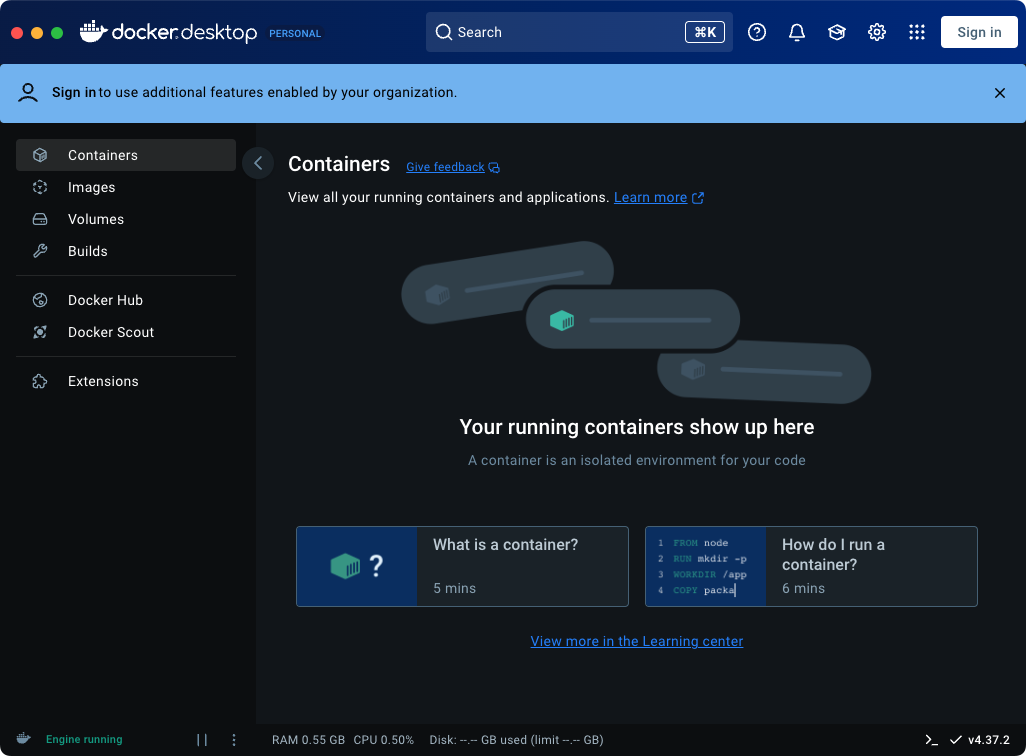 docker.desktop PERSONAL
Search ⌘K
Sign in
Sign in to use additional features enabled by your organization.
Containers
Images
Volumes
Builds
Docker Hub
Docker Scout
Extensions
Containers Give feedback
View all your running containers and applications. Learn more
Your running containers show up here
A container is an isolated environment for your code
?
What is a container?
5 mins
1 FROM node
2 RUN mkdir -p
3 WORKDIR /app
4 COPY packa
How do I run a
container?
6 mins
View more in the Learning center
Engine running
RAM 0.55 GB CPU 0.50% Disk: --.-- GB used (limit --.-- GB)
v4.37.2